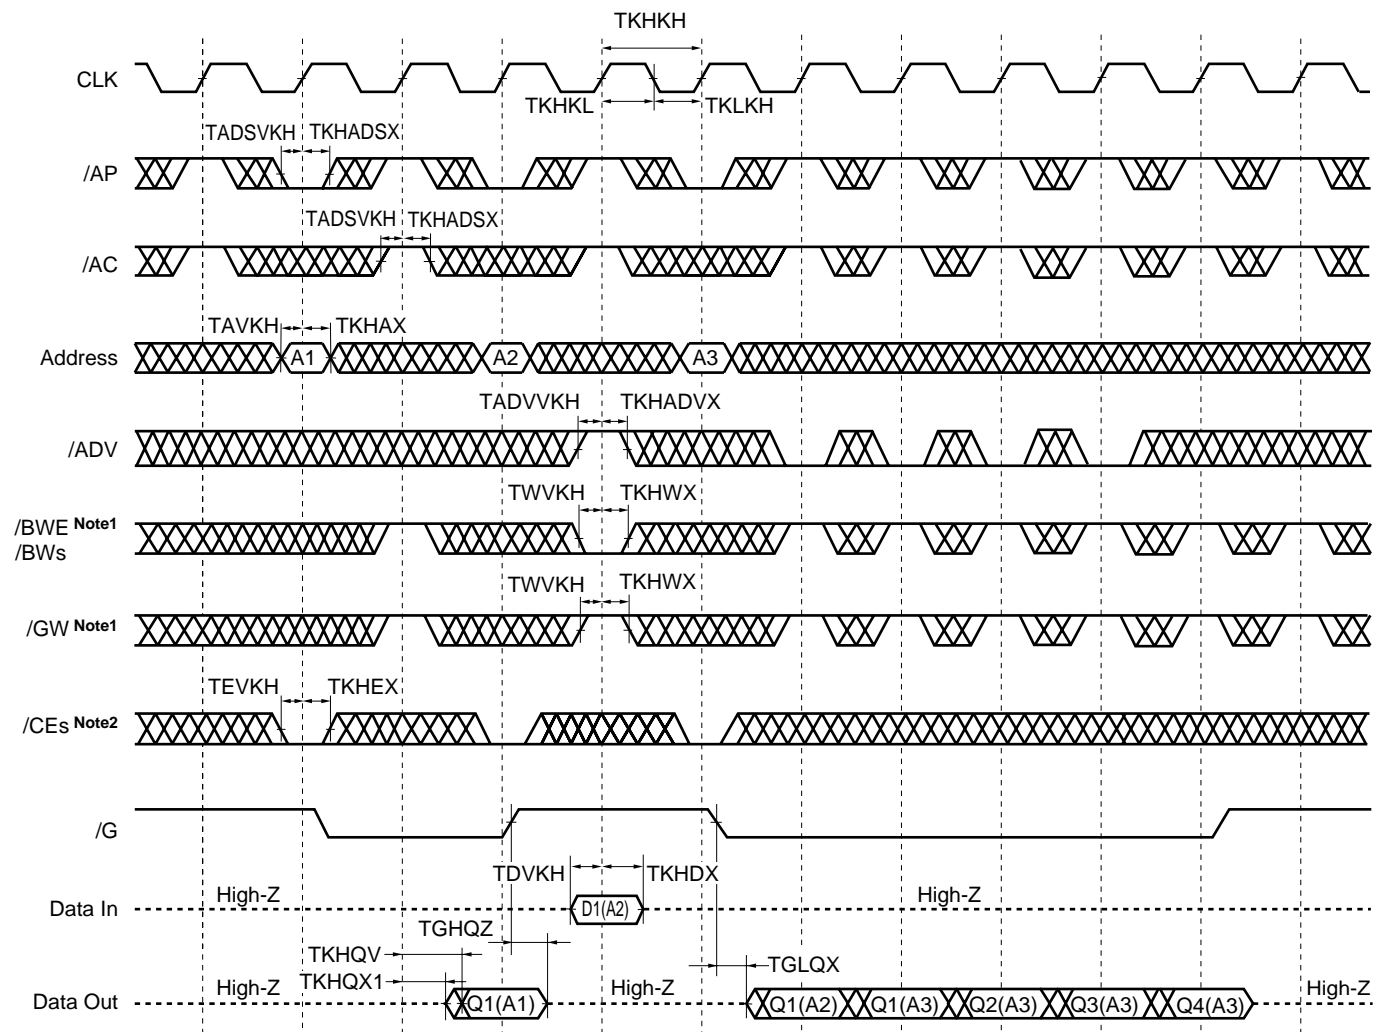 TKHKH
CLK
TKHKL TKLKH
TADSVKH TKHADSX
/AP
TADSVKH TKHADSX
/AC
TAVKH TKHAX
Address A1 A2 A3
TADVVKH TKHADVX
/ADV
TWVKH TKHWX
/BWE Note1
/BWs
TWVKH TKHWX
/GW Note1
TEVKH TKHEX
/CEs Note2
/G
TDVKH TKHDX
High-Z High-Z
Data In D1(A2)
TGHQZ
TKHQV
TGLQX
TKHQX1
High-Z High-Z High-Z
Data Out Q1(A1) Q1(A2) Q1(A3) Q2(A3) Q3(A3) Q4(A3)